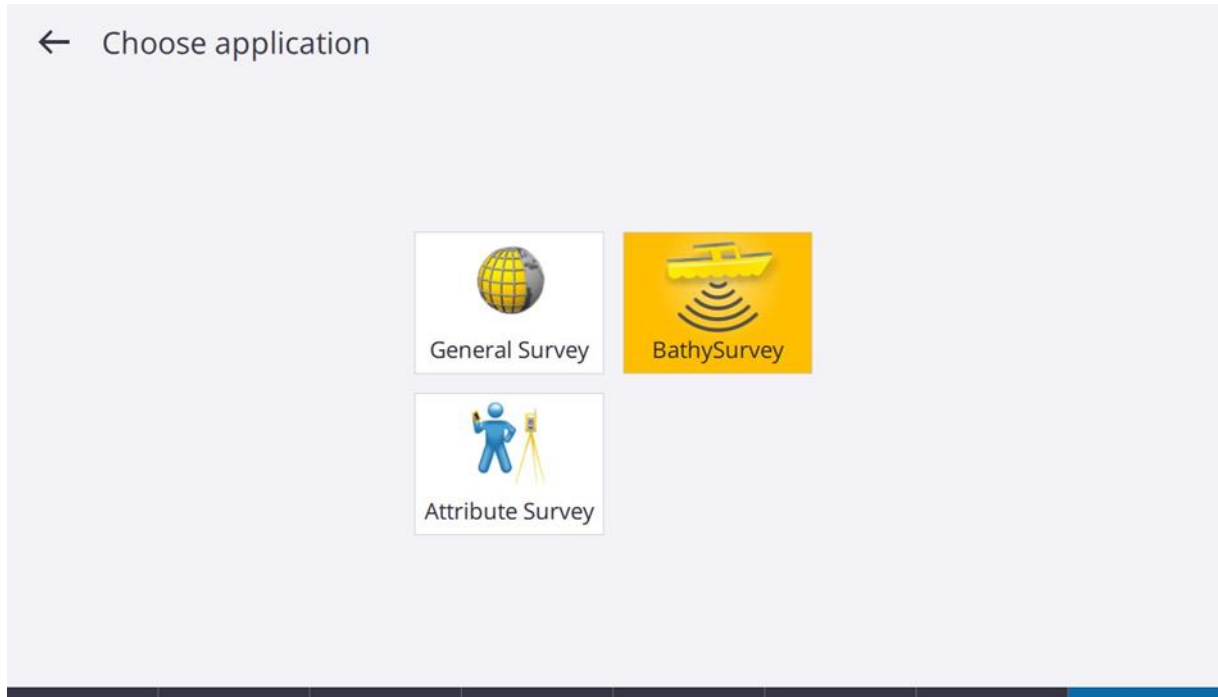 Choose application
General Survey
BathySurvey
Attribute Survey